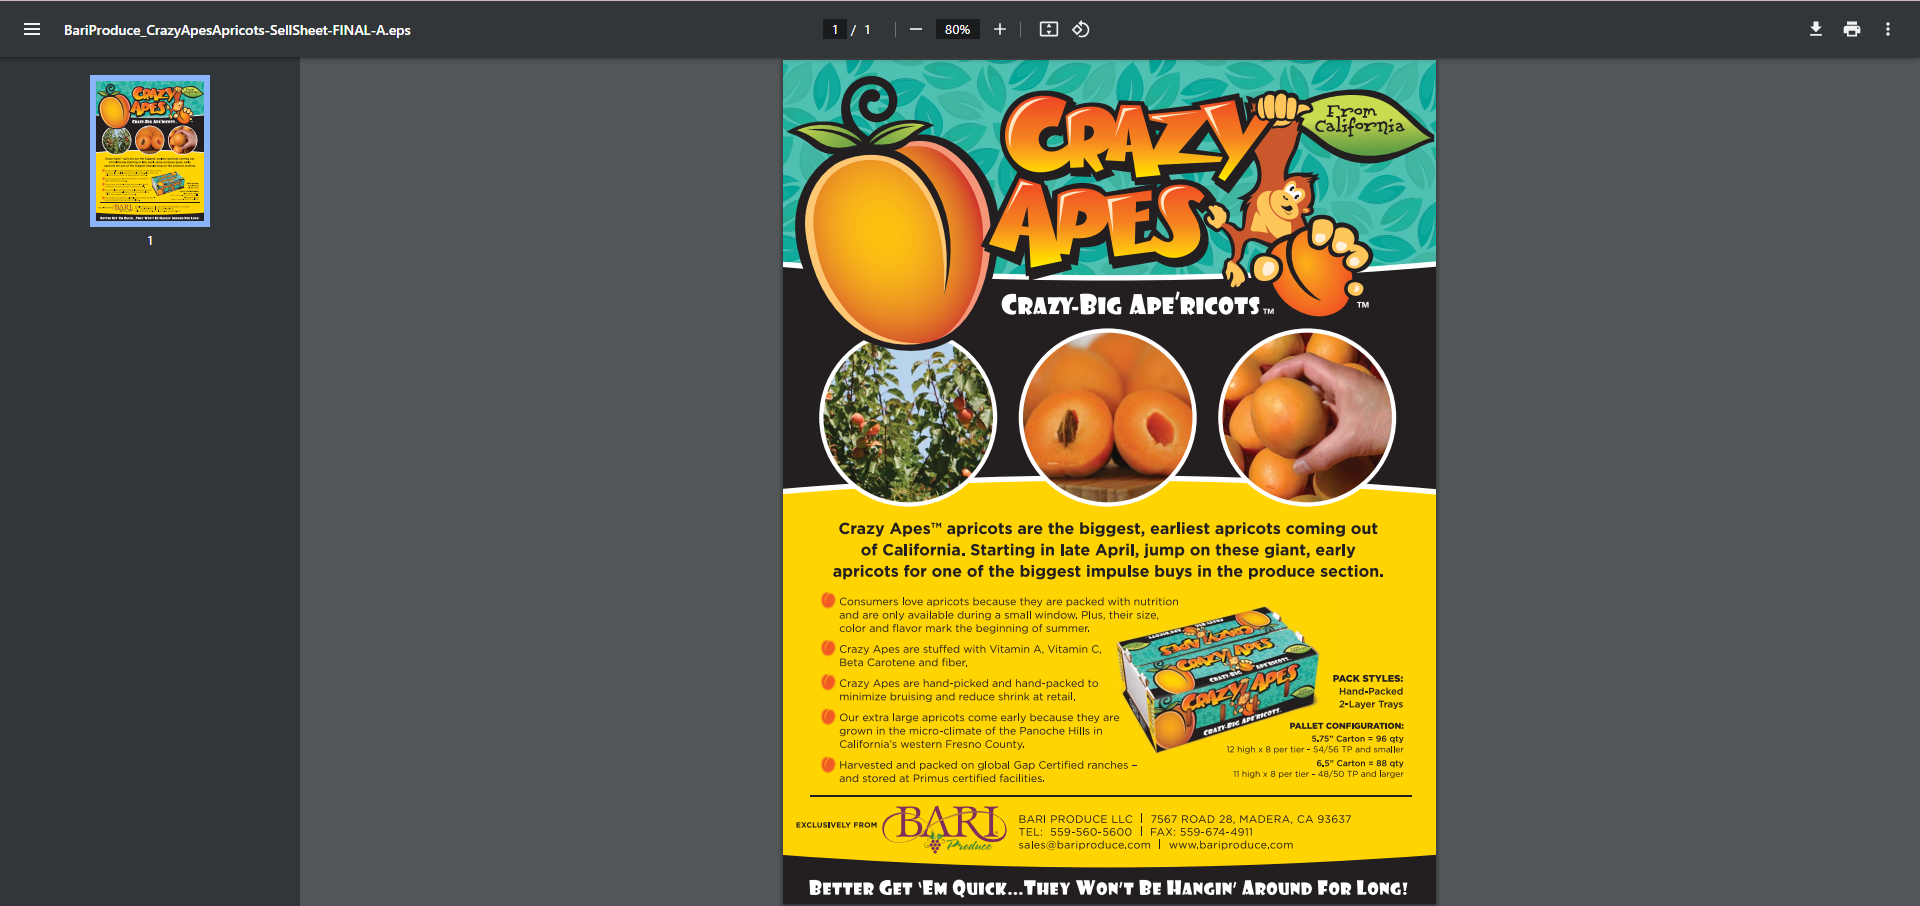 BariProduce_CrazyApesApricots-SellSheet-FINAL-A.eps
1 / 1
80%
1
CRAZY
APES
From
California
CRAZY-BIG APE'RICOTS™
™
Crazy Apes™ apricots are the biggest, earliest apricots coming out
of California. Starting in late April, jump on these giant, early
apricots for one of the biggest impulse buys in the produce section.
Consumers love apricots because they are packed with nutrition
and are only available during a small window. Plus, their size,
color and flavor mark the beginning of summer.
Crazy Apes are stuffed with Vitamin A, Vitamin C,
Beta Carotene and fiber.
Crazy Apes are hand-picked and hand-packed to
minimize bruising and reduce shrink at retail.
Our extra large apricots come early because they are
grown in the micro-climate of the Panoche Hills in
California's western Fresno County.
Harvested and packed on global Gap Certified ranches –
and stored at Primus certified facilities.
CRAZY APES
CRAZY-BIG APE'RICOTS
CRAZY APES
CRAZY-BIG APE'RICOTS
PACK STYLES:
Hand-Packed
2-Layer Trays
PALLET CONFIGURATION:
5.75" Carton = 96 qty
12 high x 8 per tier - 54/56 TP and smaller
6.5" Carton = 88 qty
11 high x 8 per tier - 48/50 TP and larger
EXCLUSIVELY FROM
BARI
Produce
BARI PRODUCE LLC | 7567 ROAD 28, MADERA, CA 93637
TEL: 559-560-5600 | FAX: 559-674-4911
sales@bariproduce.com | www.bariproduce.com
BETTER GET 'EM QUICK...THEY WON'T BE HANGIN' AROUND FOR LONG!